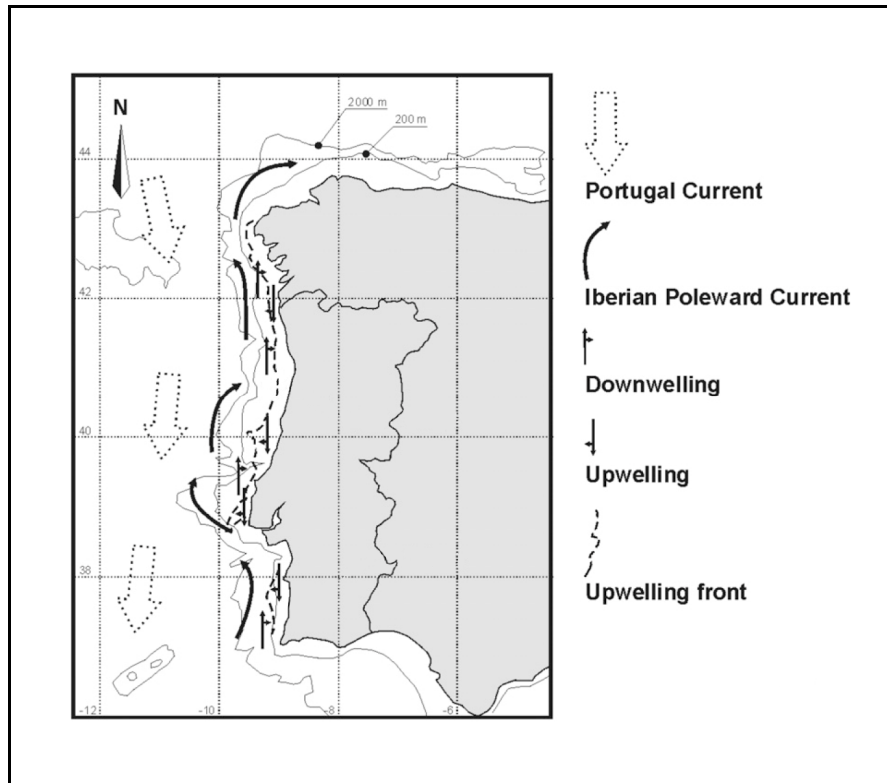 N
2000 m
200 m
44
42
40
38
-12
-10
-8
-6
Portugal Current
Iberian Poleward Current
Downwelling
Upwelling
Upwelling front